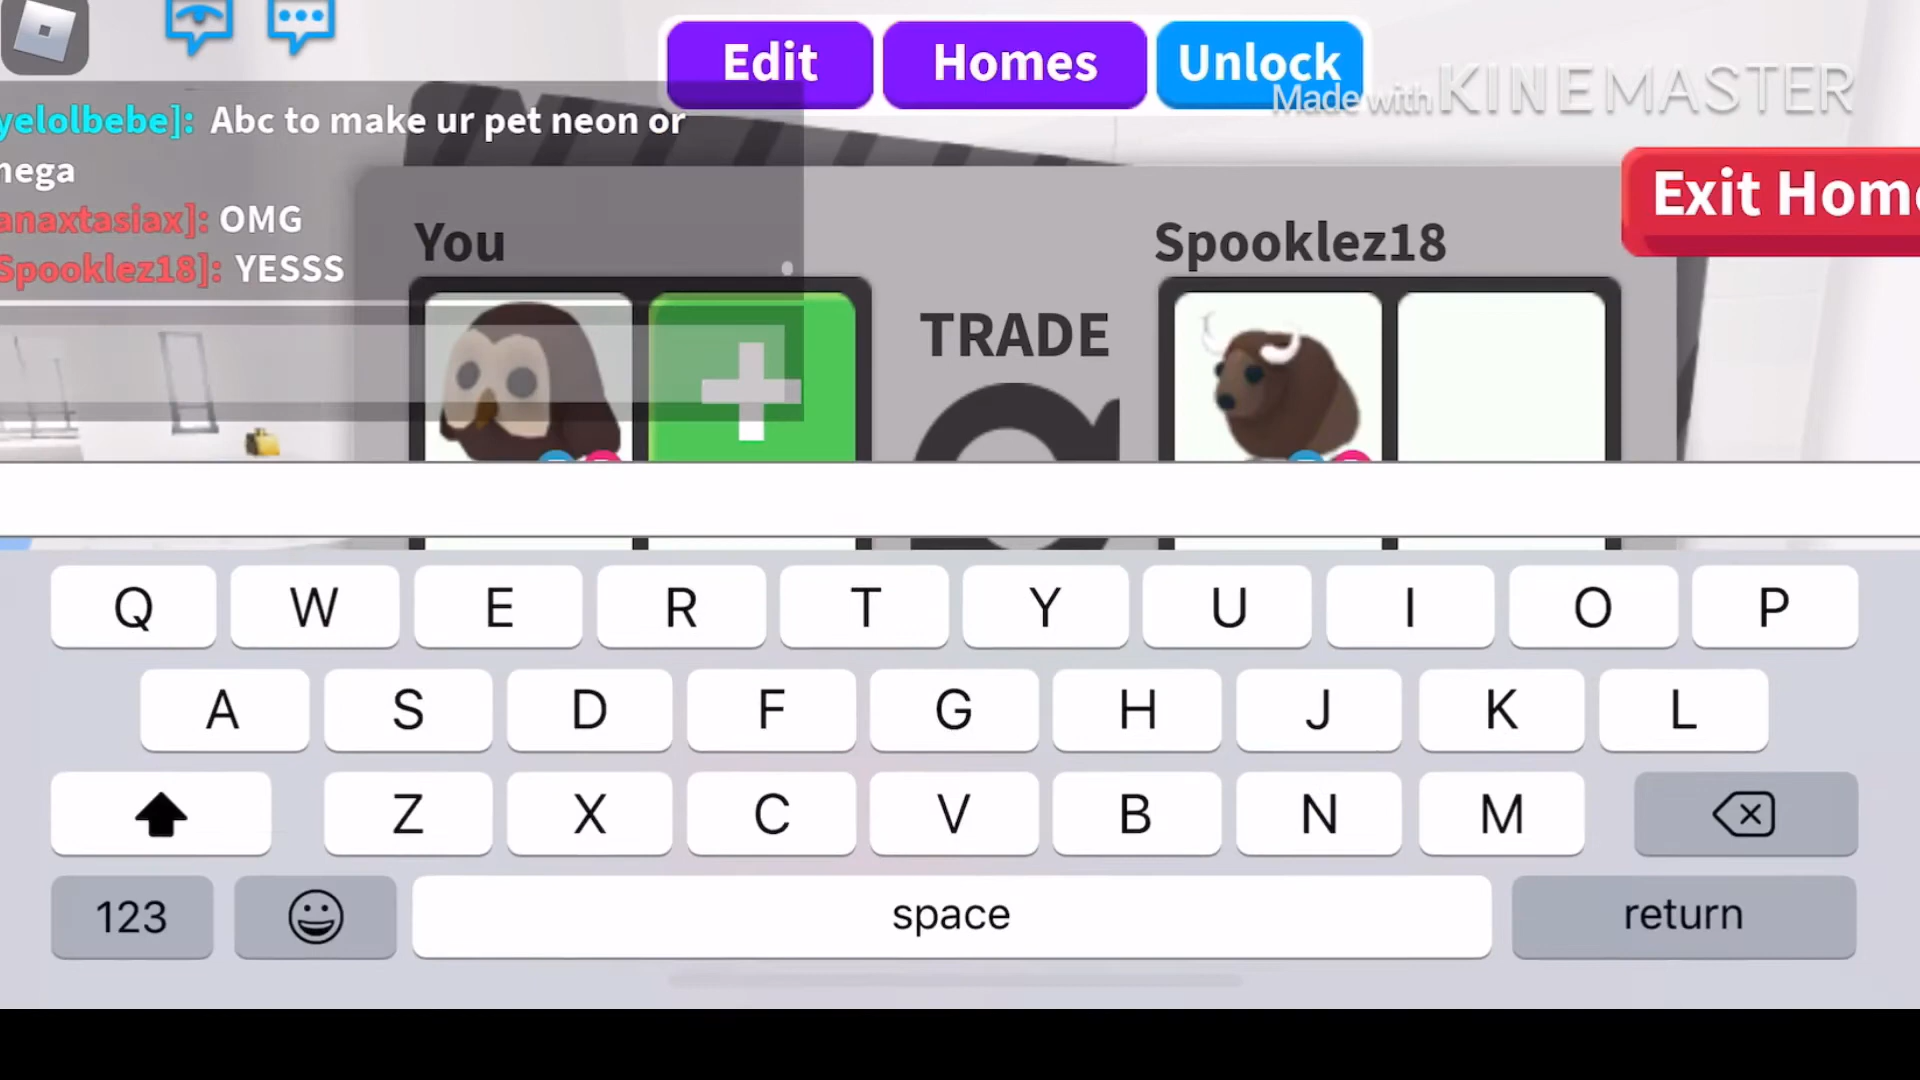 Edit Homes Unlock
Made with KINEMASTER
yelolbebe]: Abc to make ur pet neon or
mega
anaxtasiax]: OMG
Spooklez18]: YESSS
Exit Home
You
Spooklez18
TRADE
Q W E R T Y U I O P
A S D F G H J K L
Z X C V B N M
123 space return